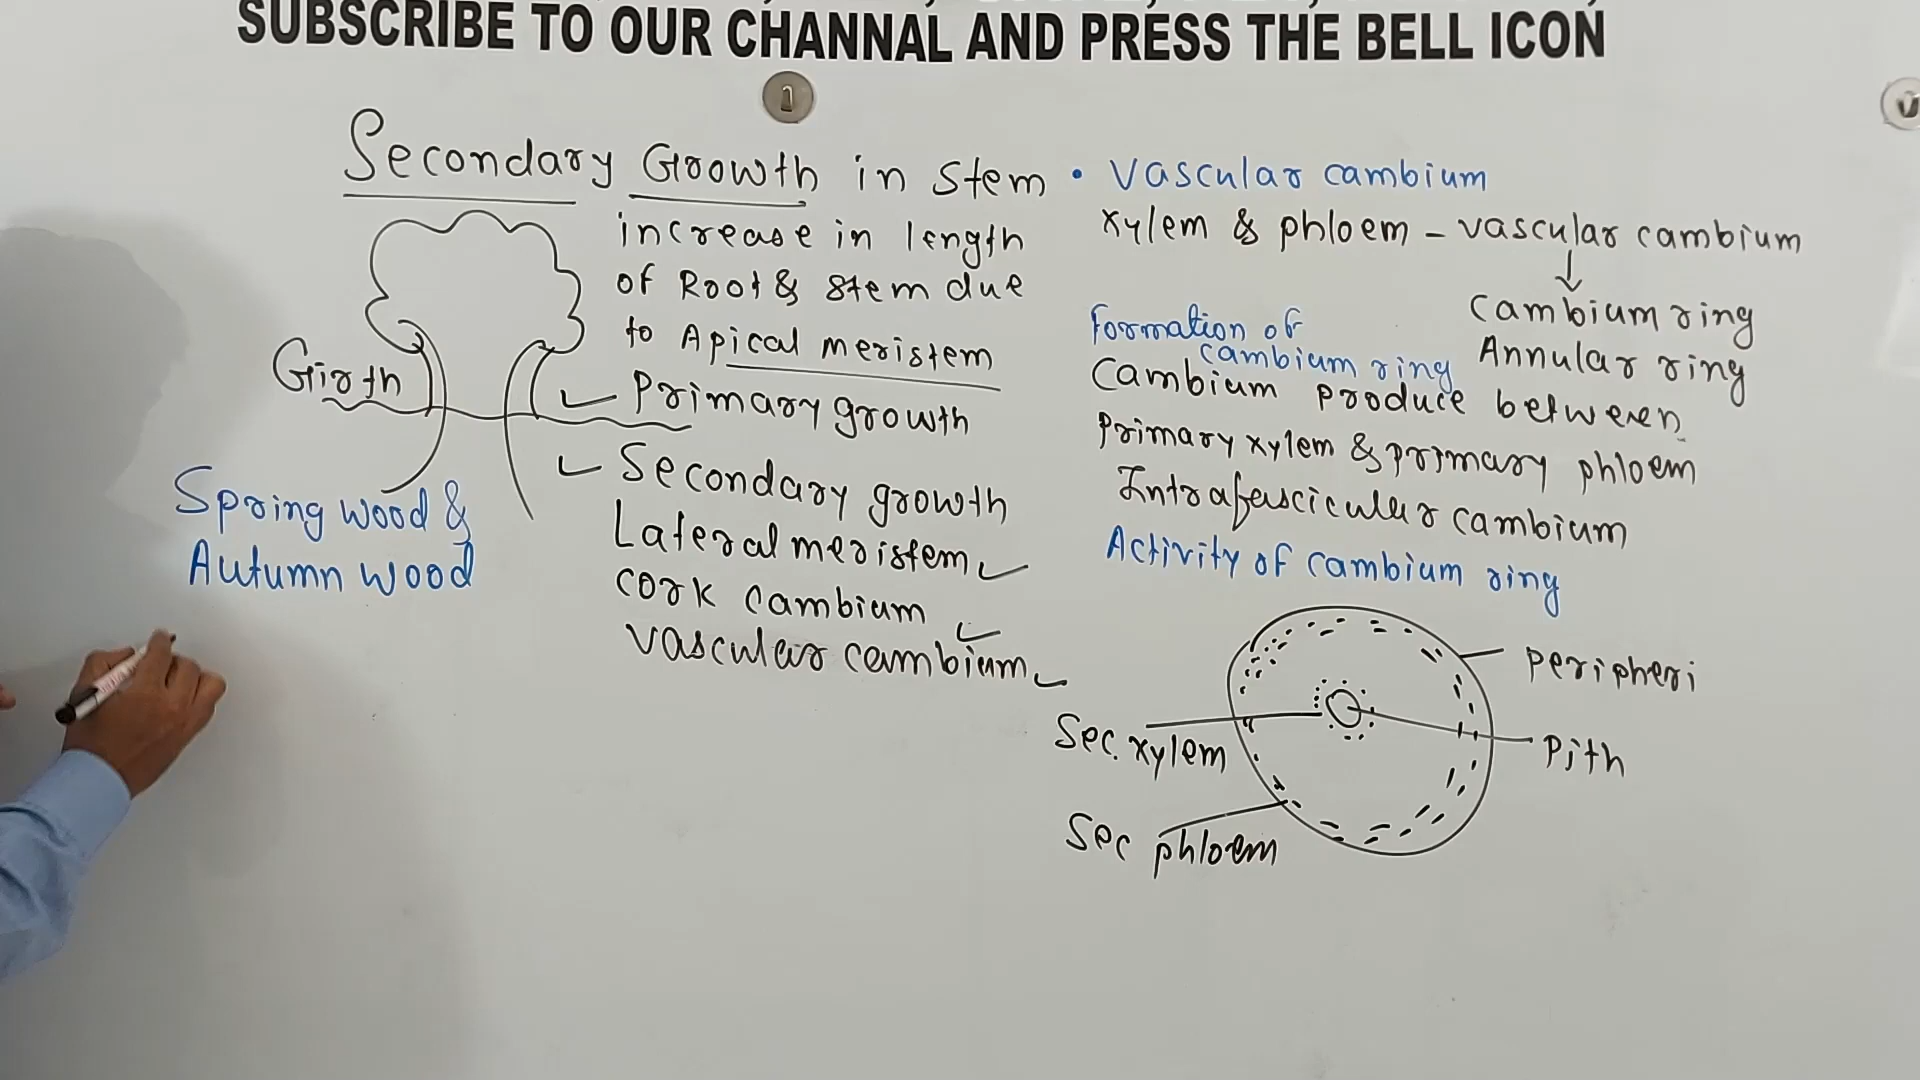 SUBSCRIBE TO OUR CHANNAL AND PRESS THE BELL ICON
Secondary Growth in stem
increase in length
of Root & stem due
to Apical meristem
Girth
Primary growth
Secondary growth
Lateral meristem
cork cambium
vascular cambium
Spring wood &
Autumn wood
• Vascular cambium
xylem & phloem - vascular cambium
↓
Cambium ring
Annular ring
Formation of
cambium ring
Cambium produce between
Primary xylem & primary phloem
Intrafascicular cambium
Activity of cambium ring
peripheri
Pith
Sec. xylem
Sec phloem